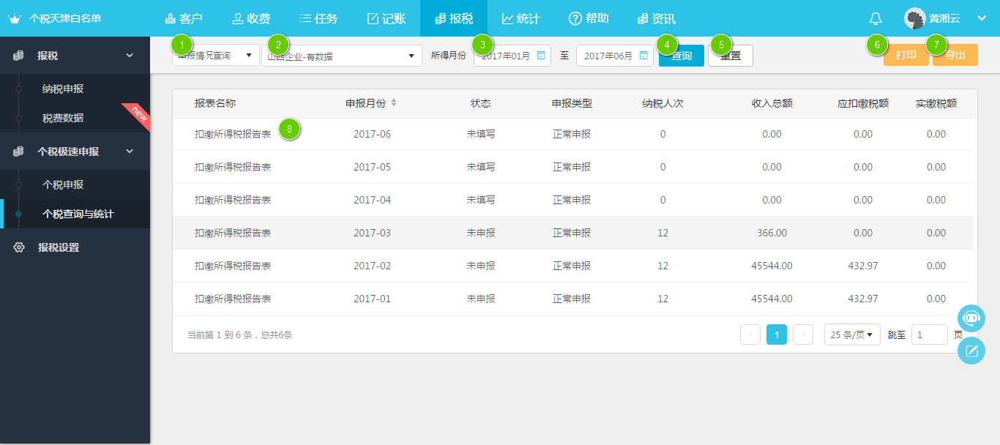 个税天津白名单 客户 收费 任务 记账 报税 统计 帮助 资讯 黄湘云
1 2 3 4 5 6 7
报税
申报情况查询 山西企业-有数据 所得月份 2017年01月 至 2017年06月 查询 重置 打印 导出
纳税申报
税费数据 new
个税极速申报
个税申报
个税查询与统计
报税设置
报表名称 申报月份 状态 申报类型 纳税人次 收入总额 应扣缴税额 实缴税额
扣缴所得税报告表 8 2017-06 未填写 正常申报 0 0.00 0.00 0.00
扣缴所得税报告表 2017-05 未填写 正常申报 0 0.00 0.00 0.00
扣缴所得税报告表 2017-04 未填写 正常申报 0 0.00 0.00 0.00
扣缴所得税报告表 2017-03 未申报 正常申报 12 366.00 0.00 0.00
扣缴所得税报告表 2017-02 未申报 正常申报 12 45544.00 432.97 0.00
扣缴所得税报告表 2017-01 未申报 正常申报 12 45544.00 432.97 0.00
当前第 1 到 6 条，总共6条 < 1 > 25 条/页 跳至 1 页